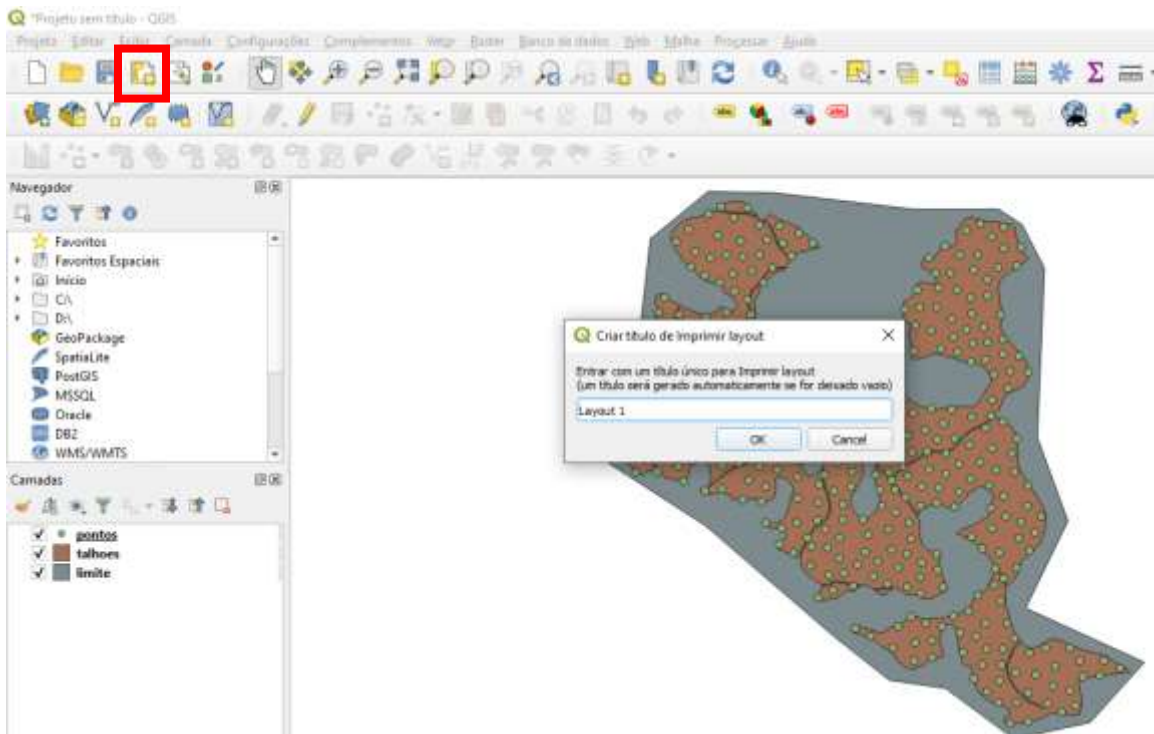 *Projeto sem título - QGIS
Projeto Editar Exibir Camada Configurações Complementos Vetor Raster Banco de dados Web Malha Processar Ajuda
Navegador
Favoritos
Favoritos Espaciais
Início
C:\
D:\
GeoPackage
SpatiaLite
PostGIS
MSSQL
Oracle
DB2
WMS/WMTS
Camadas
pontos
talhoes
limite
Criar título de Imprimir layout
Entrar com um título único para Imprimir layout
(um título será gerado automaticamente se for deixado vazio)
Layout 1
OK Cancel